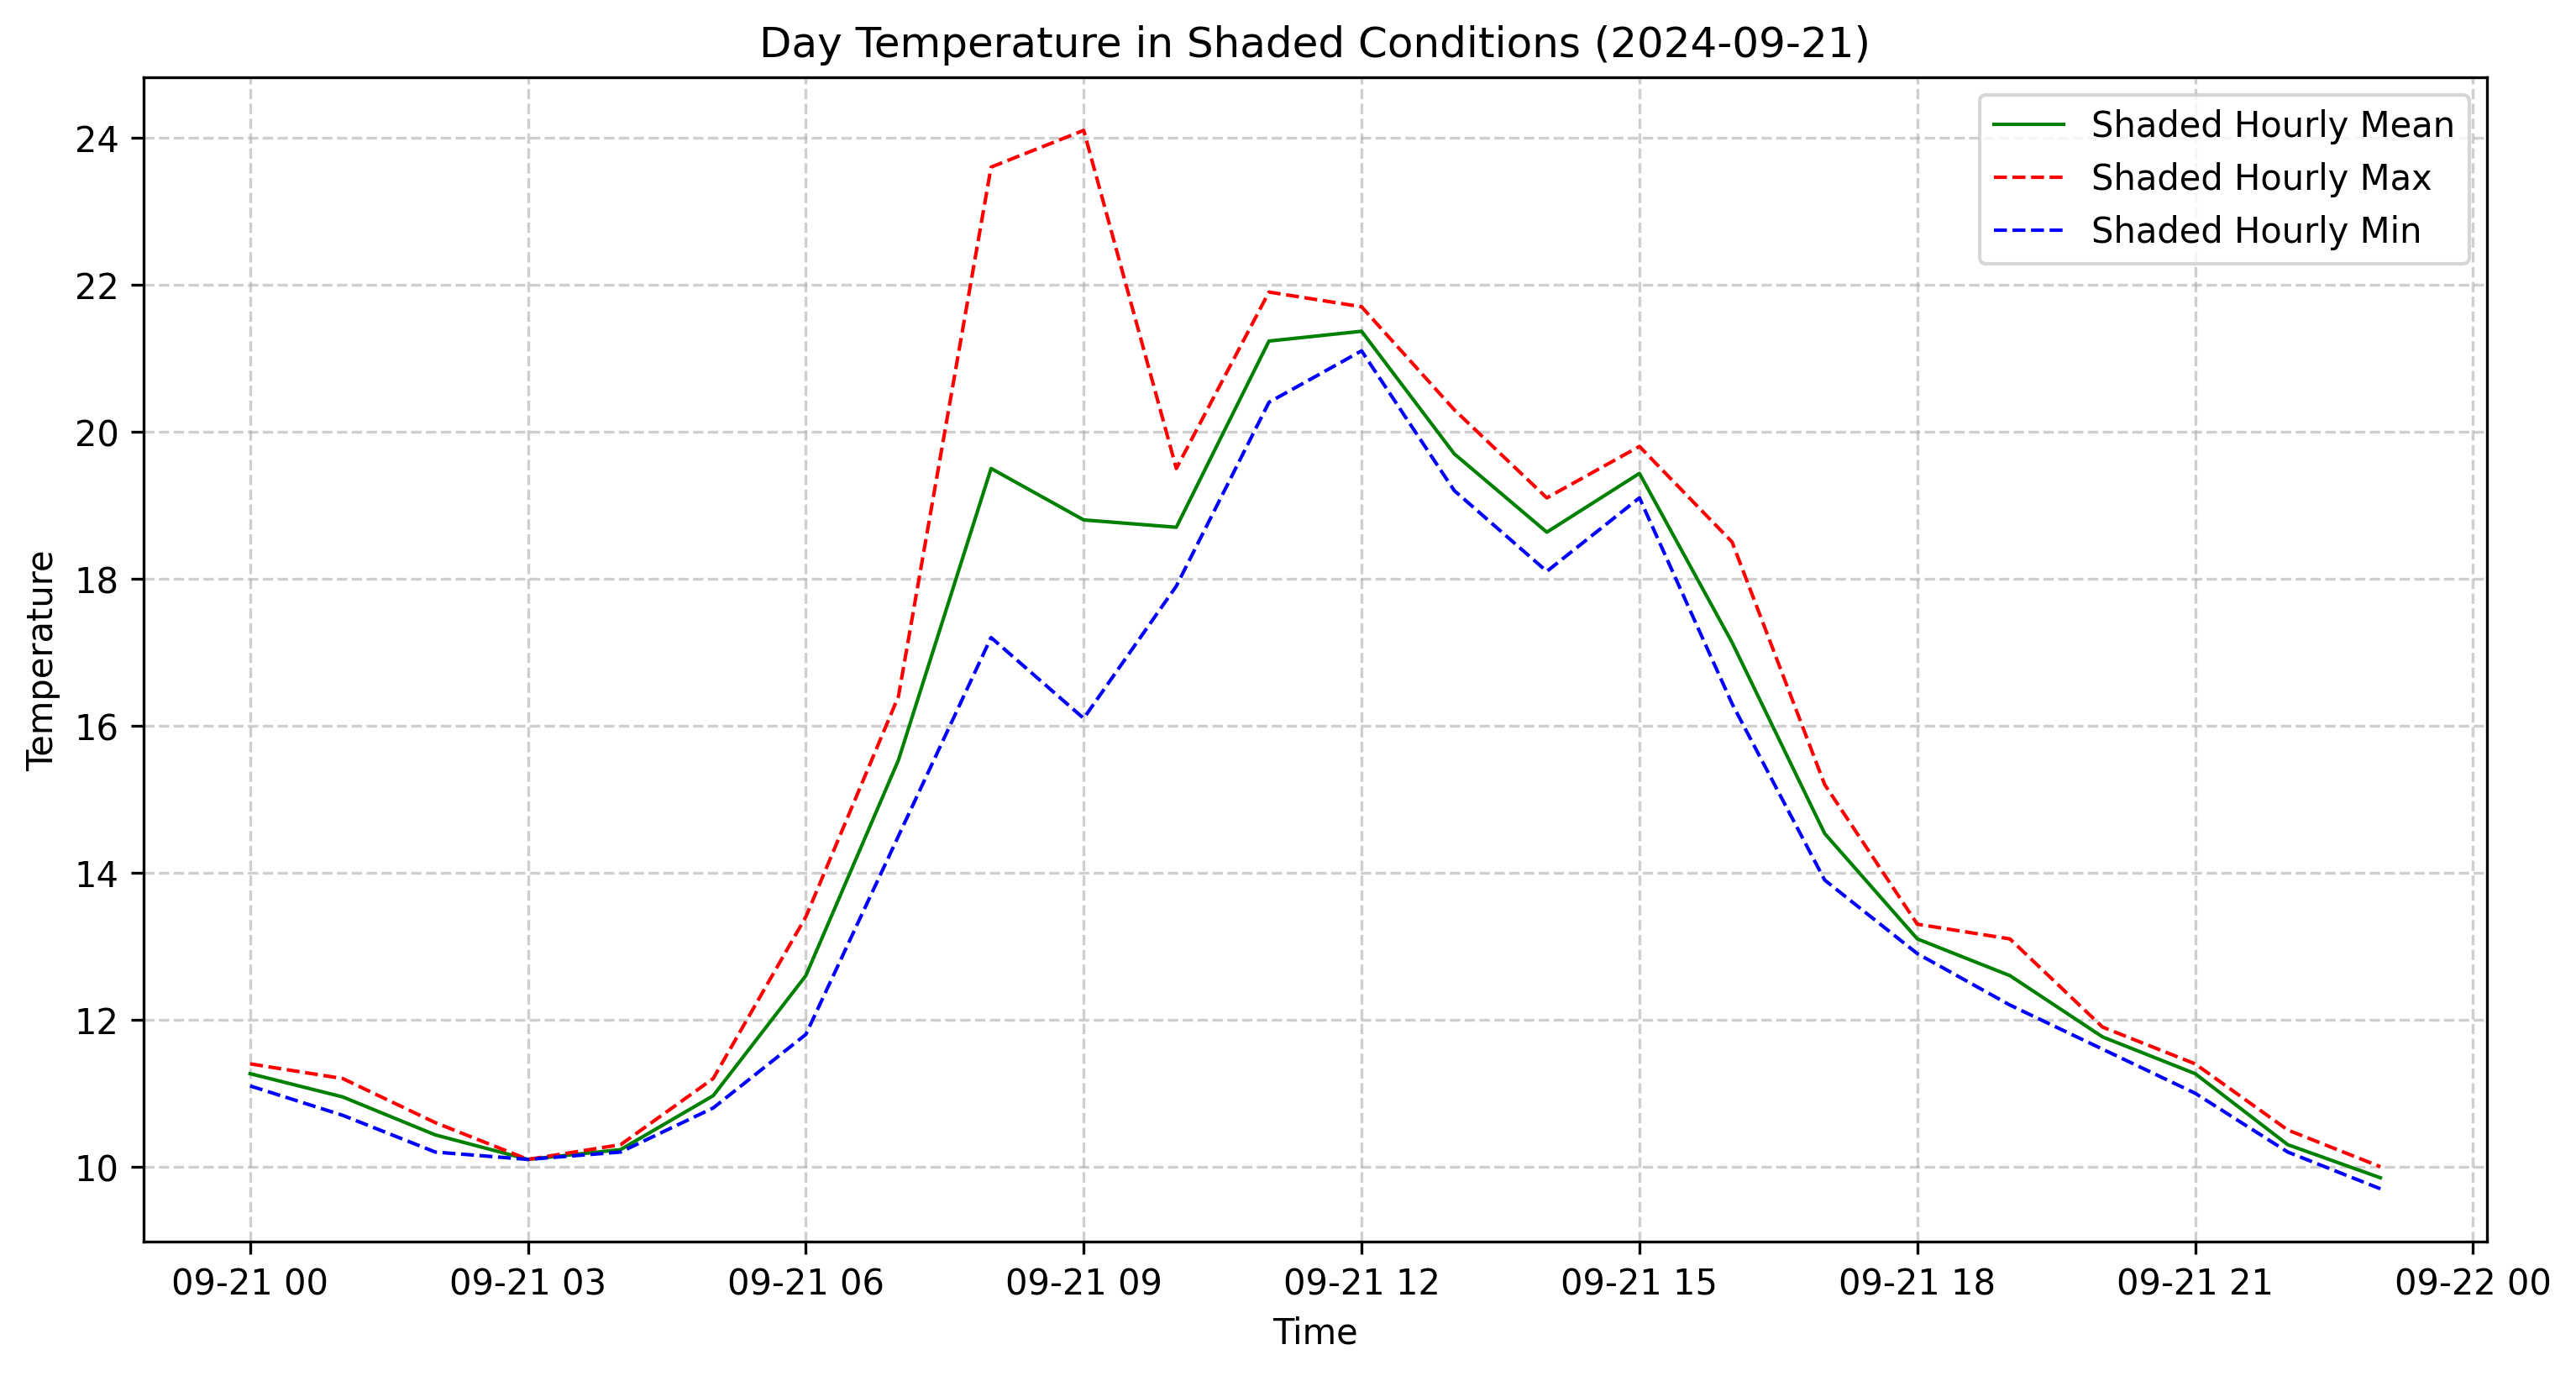 Day Temperature in Shaded Conditions (2024-09-21)
Shaded Hourly Mean
Shaded Hourly Max
Shaded Hourly Min
Temperature
24
22
20
18
16
14
12
10
09-21 00
09-21 03
09-21 06
09-21 09
09-21 12
09-21 15
09-21 18
09-21 21
09-22 00
Time